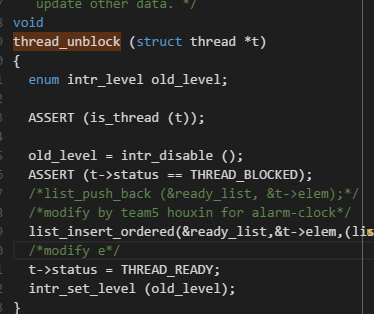 update other data. */
void
thread_unblock (struct thread *t)
{
enum intr_level old_level;
ASSERT (is_thread (t));
old_level = intr_disable ();
ASSERT (t->status == THREAD_BLOCKED);
/*list_push_back (&ready_list, &t->elem);*/
/*modify by team5 houxin for alarm-clock*/
list_insert_ordered(&ready_list,&t->elem,(lis
/*modify e*/
t->status = THREAD_READY;
intr_set_level (old_level);
}